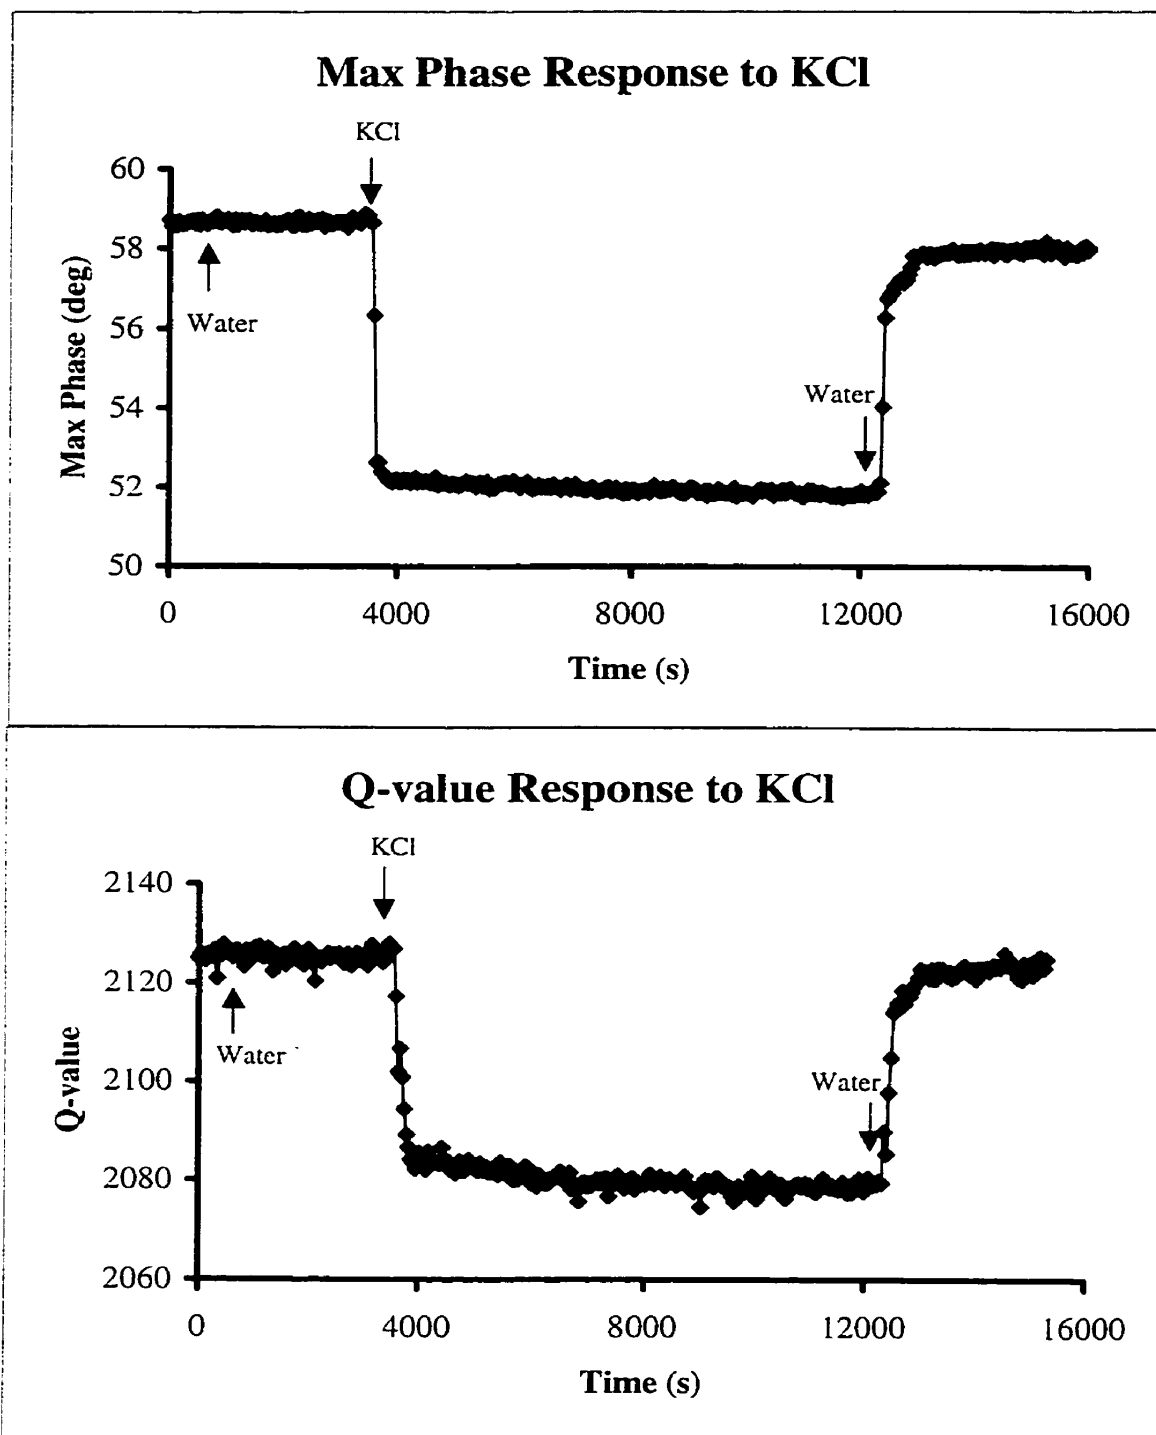 Max Phase Response to KCl
KCl
60
58
56
54
52
50
Max Phase (deg)
Water
Water
0 4000 8000 12000 16000
Time (s)
Q-value Response to KCl
KCl
2140
2120
2100
2080
2060
Q-value
Water
Water
0 4000 8000 12000 16000
Time (s)